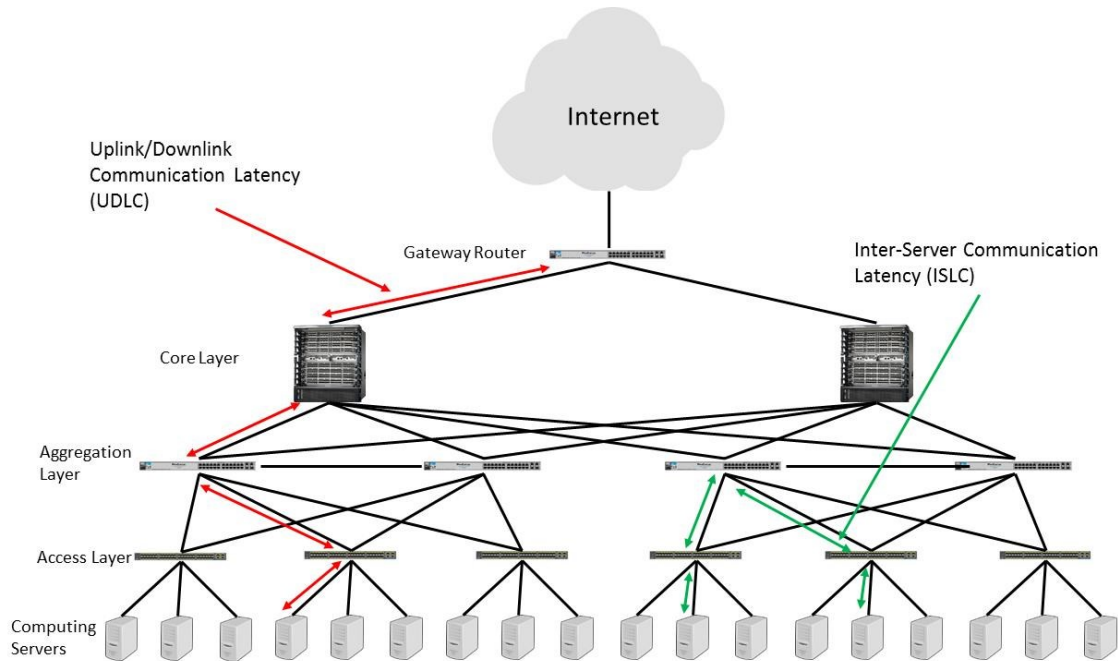 Internet
Uplink/Downlink
Communication Latency
(UDLC)
Gateway Router
Inter-Server Communication
Latency (ISLC)
Core Layer
Aggregation
Layer
Access Layer
Computing
Servers